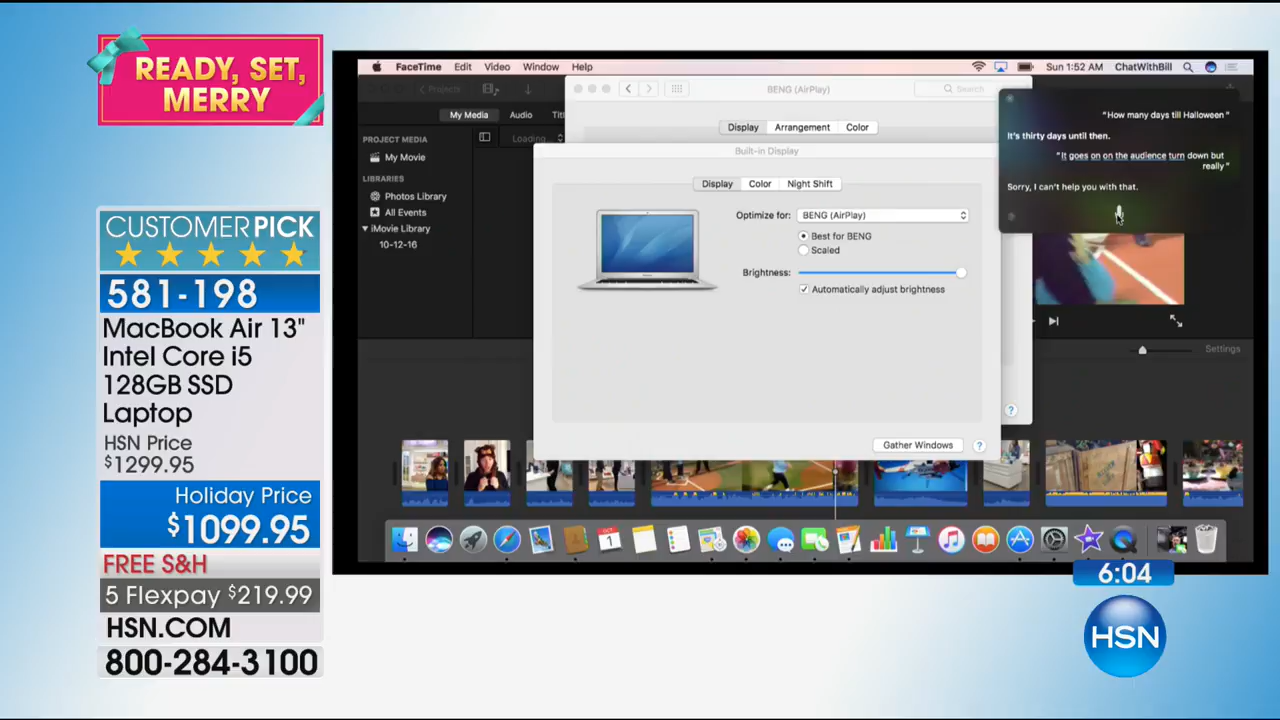 READY, SET,
MERRY
CUSTOMER PICK
581-198
MacBook Air 13"
Intel Core i5
128GB SSD
Laptop
HSN Price
$1299.95
Holiday Price
$1099.95
FREE S&H
5 Flexpay $219.99
HSN.COM
800-284-3100
FaceTime Edit Video Window Help
Sun 1:52 AM ChatWithBill
Projects
BENG (AirPlay)
Search
My Media Audio
Loading
Display Arrangement Color
PROJECT MEDIA
My Movie
LIBRARIES
Photos Library
All Events
iMovie Library
10-12-16
Built-in Display
Display Color Night Shift
Optimize for: BENG (AirPlay)
Best for BENG
Scaled
Brightness:
Automatically adjust brightness
?
Gather Windows ?
"How many days till Halloween"
It's thirty days until then.
"It goes on on the audience turn down but
really"
Sorry, I can't help you with that.
Settings
1
6:04
HSN